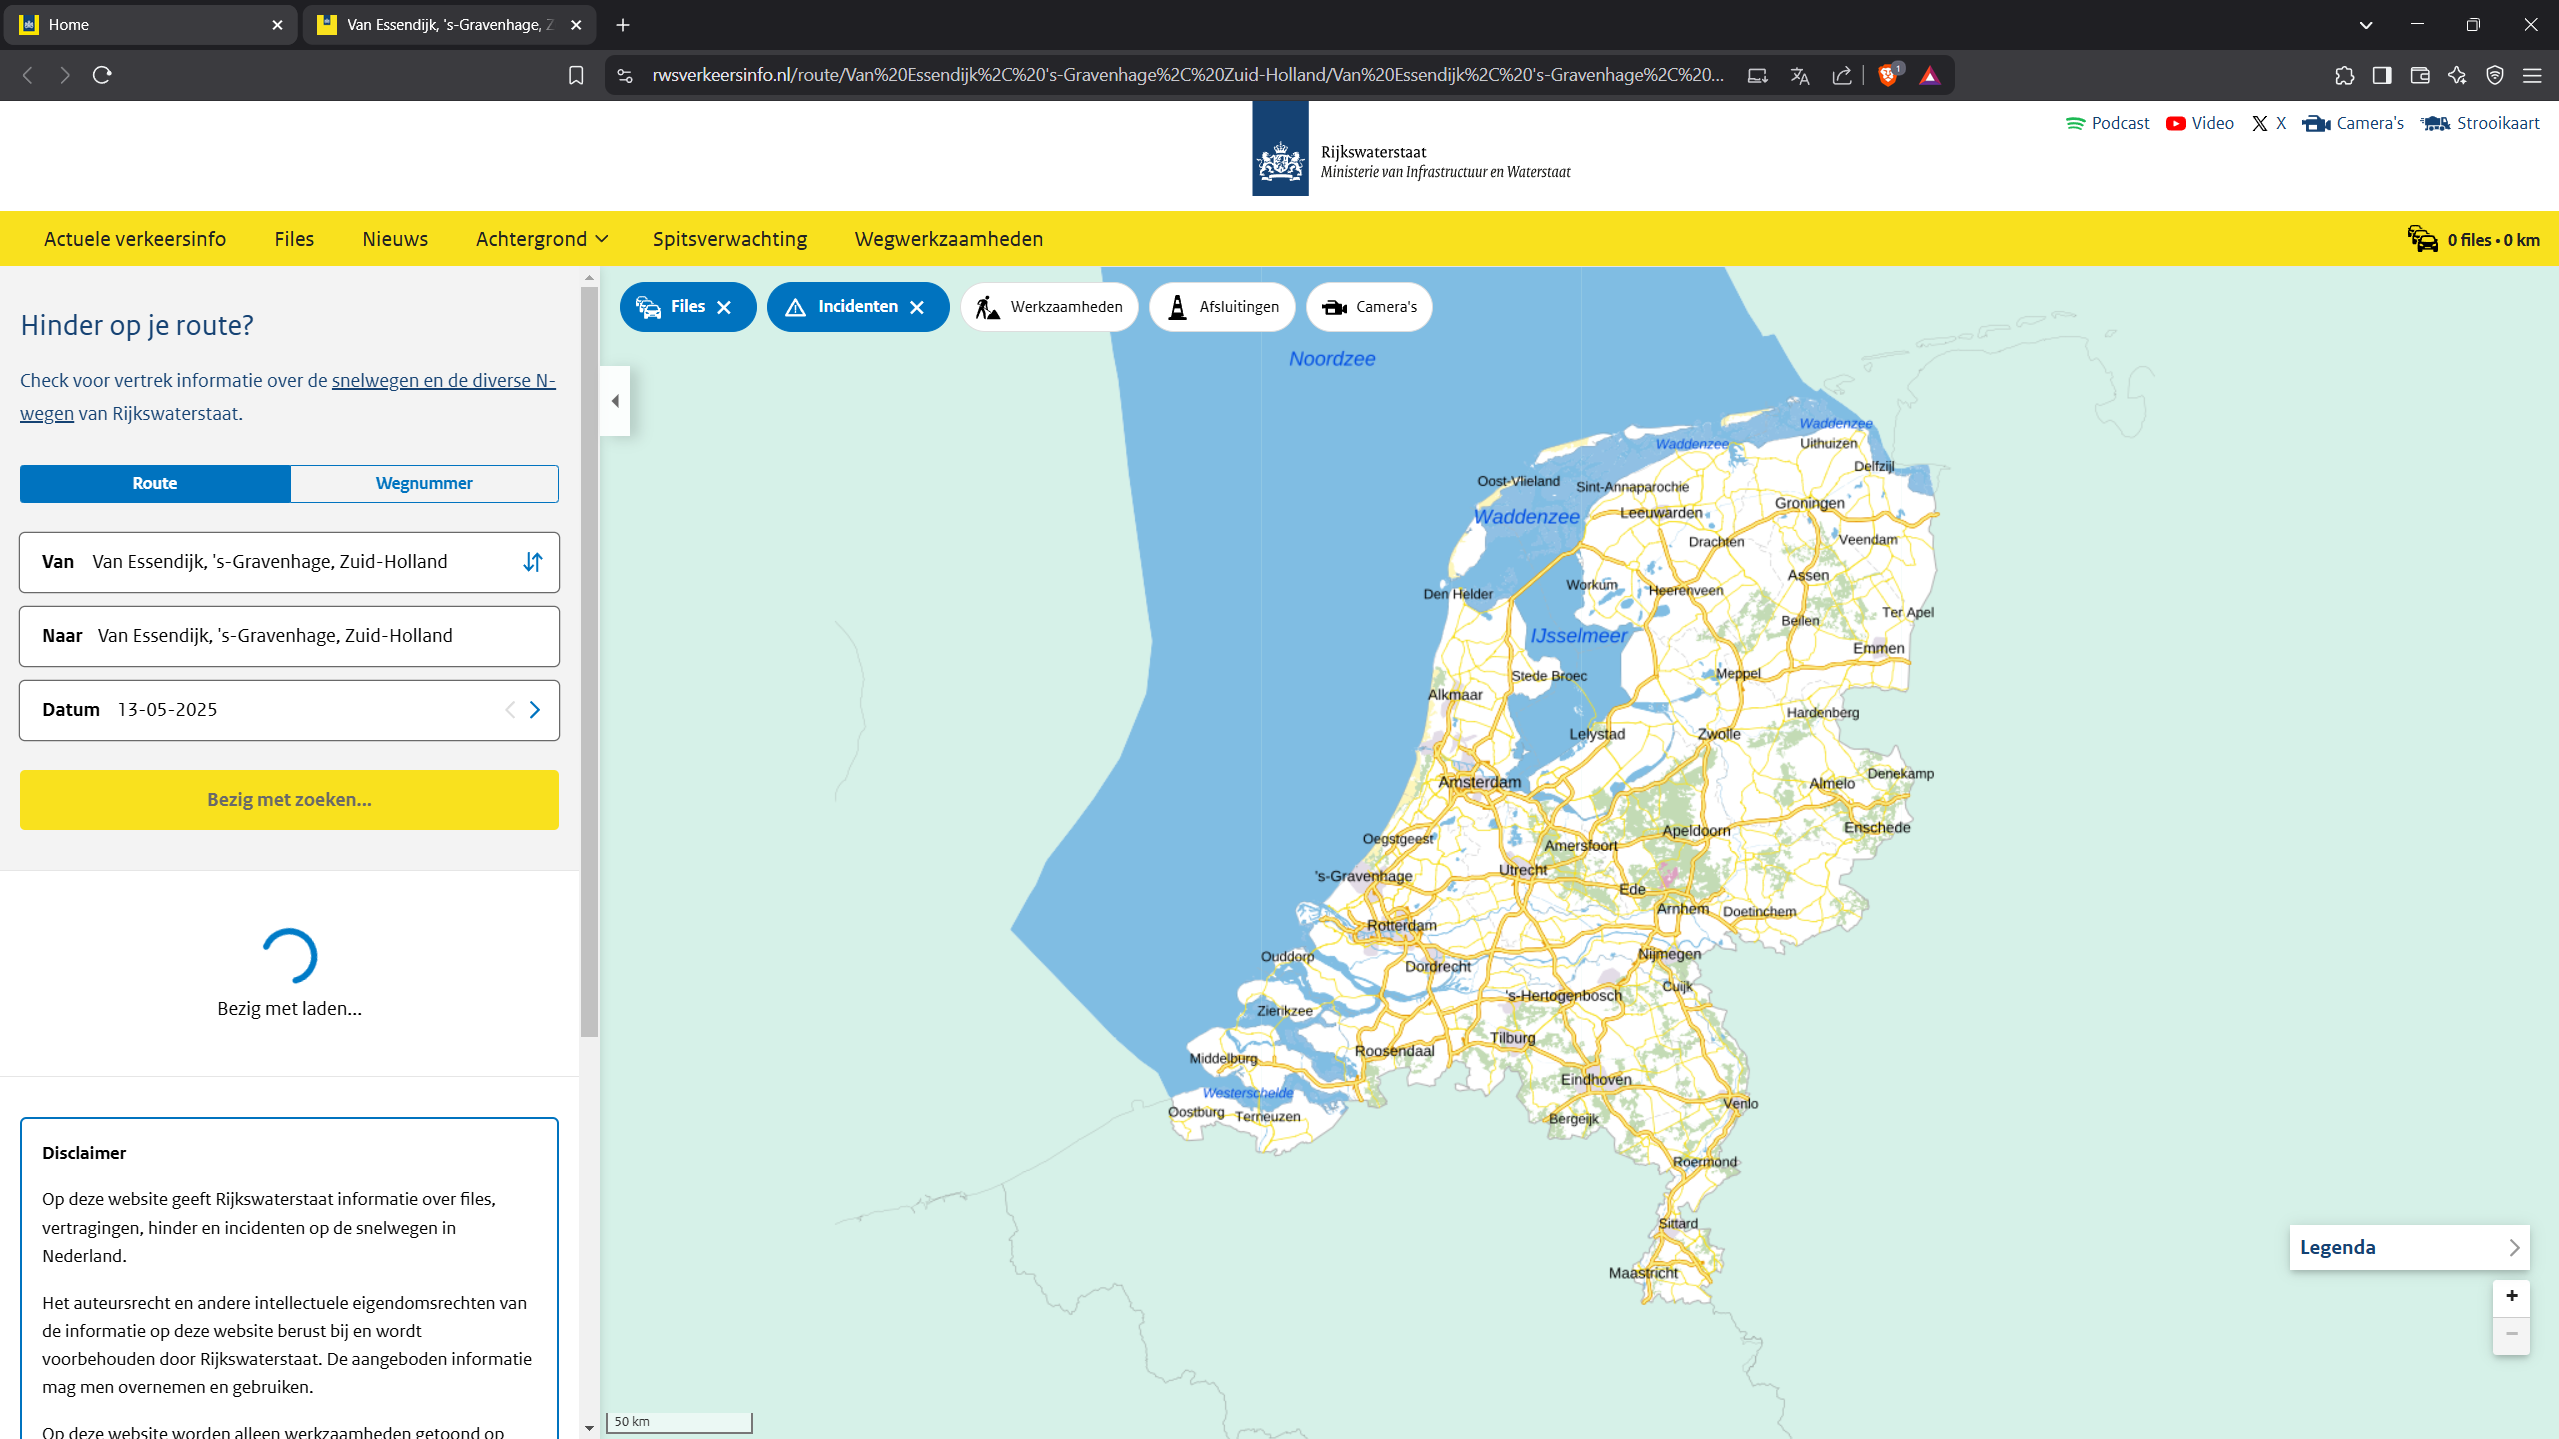 Home
Van Essendijk, 's-Gravenhage, Z
rwsverkeersinfo.nl/route/Van%20Essendijk%2C%20's-Gravenhage%2C%20Zuid-Holland/Van%20Essendijk%2C%20's-Gravenhage%2C%20...
1
Rijkswaterstaat
Ministerie van Infrastructuur en Waterstaat
Podcast Video X Camera's Strooikaart
Actuele verkeersinfo Files Nieuws Achtergrond Spitsverwachting Wegwerkzaamheden
0 files • 0 km
Hinder op je route?
Check voor vertrek informatie over de snelwegen en de diverse N-
wegen van Rijkswaterstaat.
Route Wegnummer
Van Van Essendijk, 's-Gravenhage, Zuid-Holland
Naar Van Essendijk, 's-Gravenhage, Zuid-Holland
Datum 13-05-2025
Bezig met zoeken...
Bezig met laden...
Disclaimer
Op deze website geeft Rijkswaterstaat informatie over files,
vertragingen, hinder en incidenten op de snelwegen in
Nederland.
Het auteursrecht en andere intellectuele eigendomsrechten van
de informatie op deze website berust bij en wordt
voorbehouden door Rijkswaterstaat. De aangeboden informatie
mag men overnemen en gebruiken.
Op deze website worden alleen werkzaamheden getoond op
Files Incidenten Werkzaamheden Afsluitingen Camera's
Noordzee
Waddenzee
Waddenzee
Uithuizen
Delfzijl
Oost-Vlieland
Sint-Annaparochie
Groningen
Waddenzee
Leeuwarden
Drachten
Veendam
Assen
Workum
Heerenveen
Den Helder
Ter Apel
Beilen
IJsselmeer
Emmen
Stede Broec
Meppel
Alkmaar
Hardenberg
Lelystad
Zwolle
Denekamp
Amsterdam
Almelo
Enschede
Apeldoorn
Oegstgeest
Amersfoort
Utrecht
's-Gravenhage
Ede
Arnhem
Doetinchem
Rotterdam
Nijmegen
Ouddorp
Dordrecht
Cuijk
's-Hertogenbosch
Zierikzee
Tilburg
Roosendaal
Middelburg
Eindhoven
Westerschelde
Venlo
Oostburg
Terneuzen
Bergeijk
Roermond
Sittard
Maastricht
Legenda
+
−
50 km